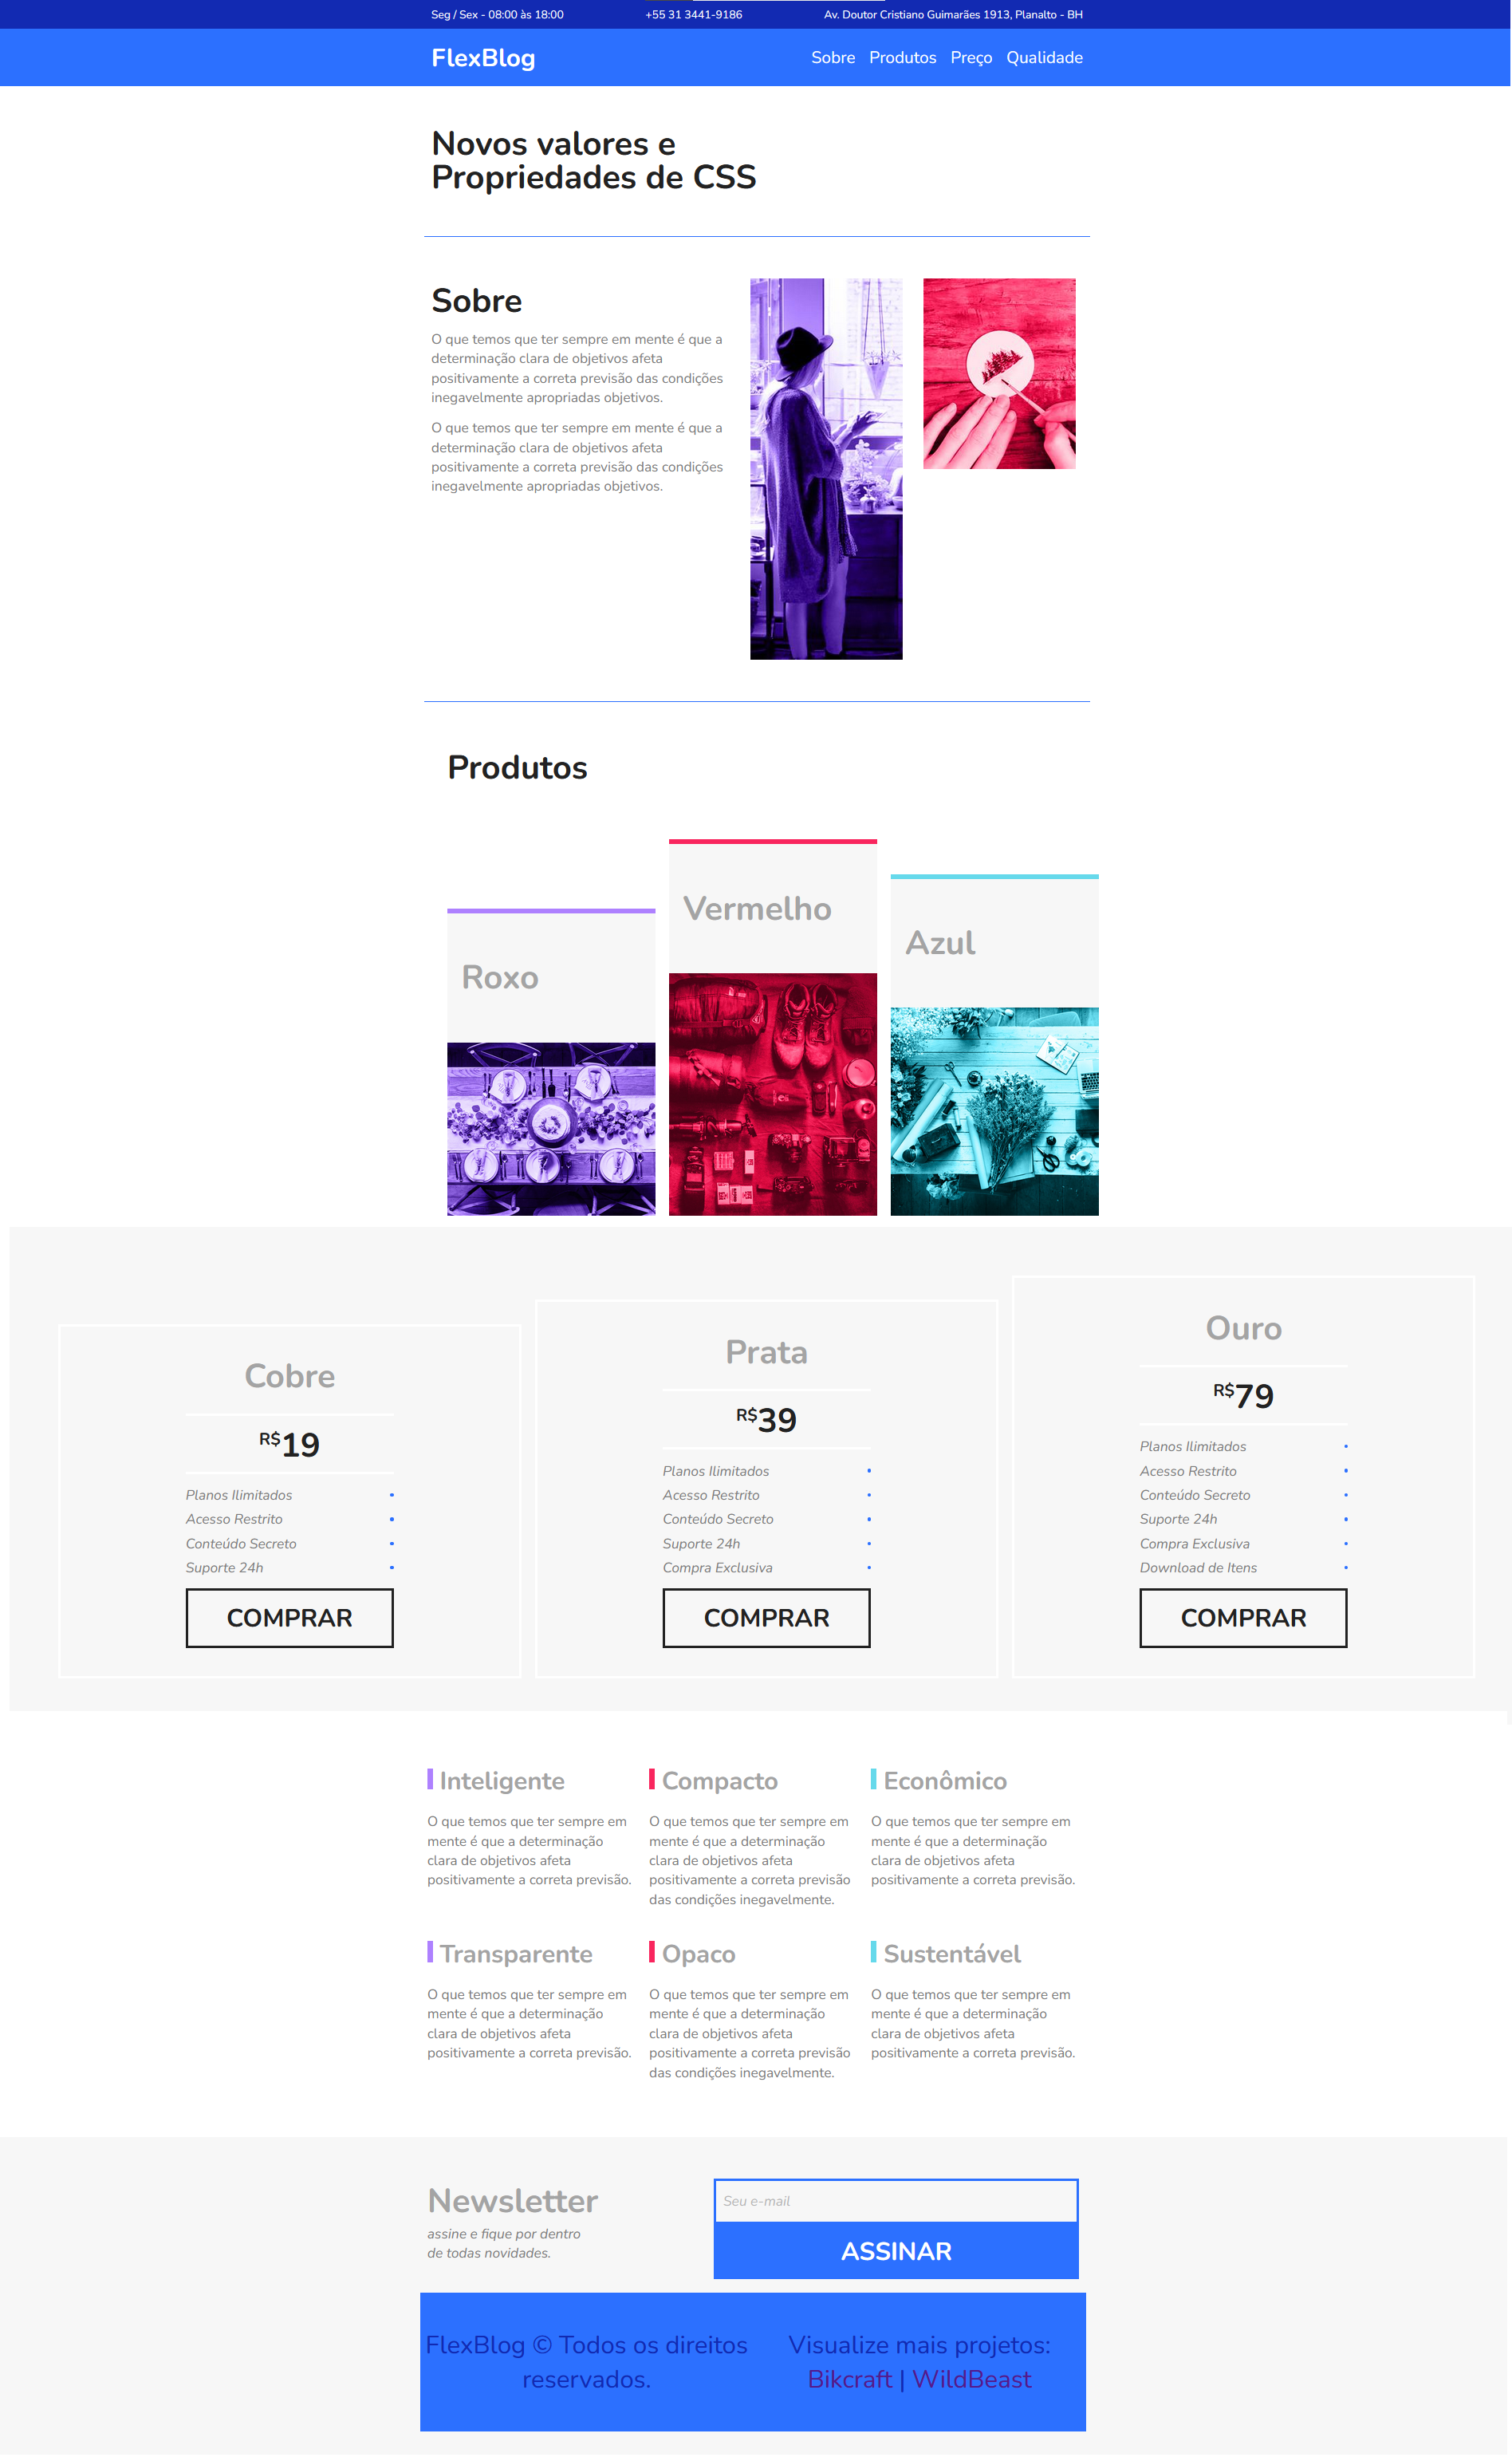 Seg / Sex - 08:00 às 18:00
+55 31 3441-9186
Av. Doutor Cristiano Guimarães 1913, Planalto - BH
FlexBlog
Sobre
Produtos
Preço
Qualidade
Novos valores e
Propriedades de CSS
Sobre
O que temos que ter sempre em mente é que a
determinação clara de objetivos afeta
positivamente a correta previsão das condições
inegavelmente apropriadas objetivos.
O que temos que ter sempre em mente é que a
determinação clara de objetivos afeta
positivamente a correta previsão das condições
inegavelmente apropriadas objetivos.
Produtos
Roxo
Vermelho
Azul
Cobre
R$19
Planos Ilimitados
Acesso Restrito
Conteúdo Secreto
Suporte 24h
COMPRAR
Prata
R$39
Planos Ilimitados
Acesso Restrito
Conteúdo Secreto
Suporte 24h
Compra Exclusiva
COMPRAR
Ouro
R$79
Planos Ilimitados
Acesso Restrito
Conteúdo Secreto
Suporte 24h
Compra Exclusiva
Download de Itens
COMPRAR
Inteligente
O que temos que ter sempre em
mente é que a determinação
clara de objetivos afeta
positivamente a correta previsão.
Compacto
O que temos que ter sempre em
mente é que a determinação
clara de objetivos afeta
positivamente a correta previsão
das condições inegavelmente.
Econômico
O que temos que ter sempre em
mente é que a determinação
clara de objetivos afeta
positivamente a correta previsão.
Transparente
O que temos que ter sempre em
mente é que a determinação
clara de objetivos afeta
positivamente a correta previsão.
Opaco
O que temos que ter sempre em
mente é que a determinação
clara de objetivos afeta
positivamente a correta previsão
das condições inegavelmente.
Sustentável
O que temos que ter sempre em
mente é que a determinação
clara de objetivos afeta
positivamente a correta previsão.
Newsletter
assine e fique por dentro
de todas novidades.
Seu e-mail
ASSINAR
FlexBlog © Todos os direitos
reservados.
Visualize mais projetos:
Bikcraft | WildBeast